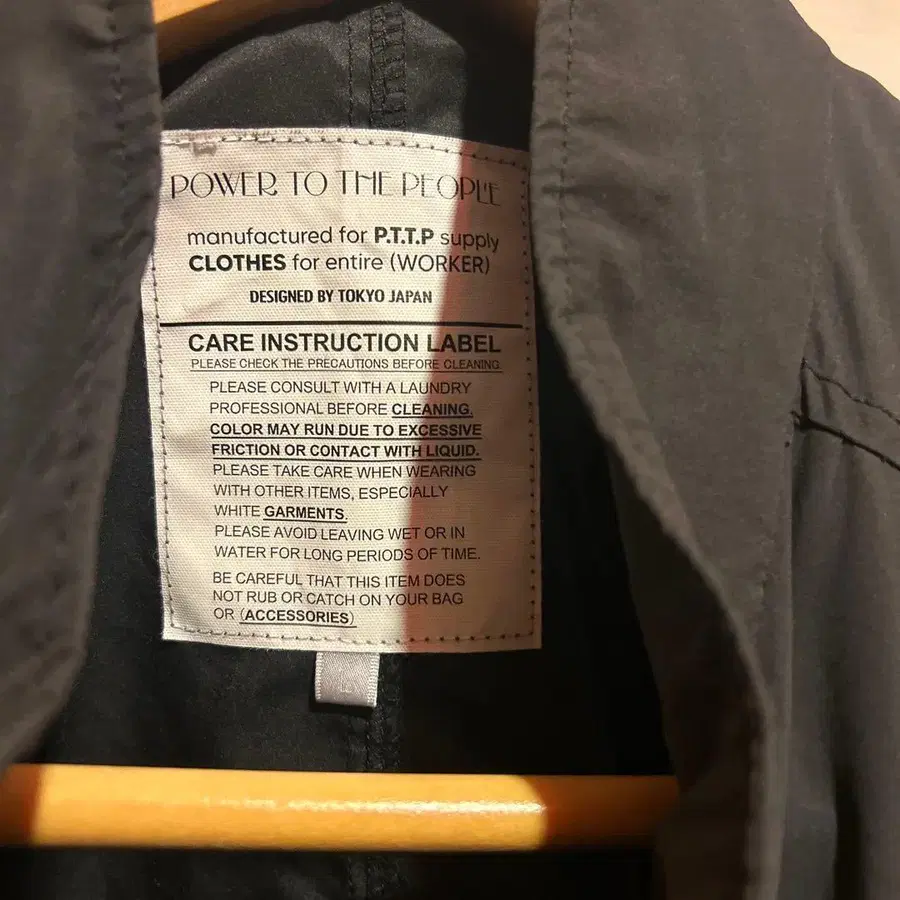 POWER TO THE PEOPLE
manufactured for P.T.T.P supply
CLOTHES for entire (WORKER)
DESIGNED BY TOKYO JAPAN
CARE INSTRUCTION LABEL
PLEASE CHECK THE PRECAUTIONS BEFORE CLEANING.
PLEASE CONSULT WITH A LAUNDRY
PROFESSIONAL BEFORE CLEANING.
COLOR MAY RUN DUE TO EXCESSIVE
FRICTION OR CONTACT WITH LIQUID.
PLEASE TAKE CARE WHEN WEARING
WITH OTHER ITEMS, ESPECIALLY
WHITE GARMENTS.
PLEASE AVOID LEAVING WET OR IN
WATER FOR LONG PERIODS OF TIME.
BE CAREFUL THAT THIS ITEM DOES
NOT RUB OR CATCH ON YOUR BAG
OR (ACCESSORIES)
L